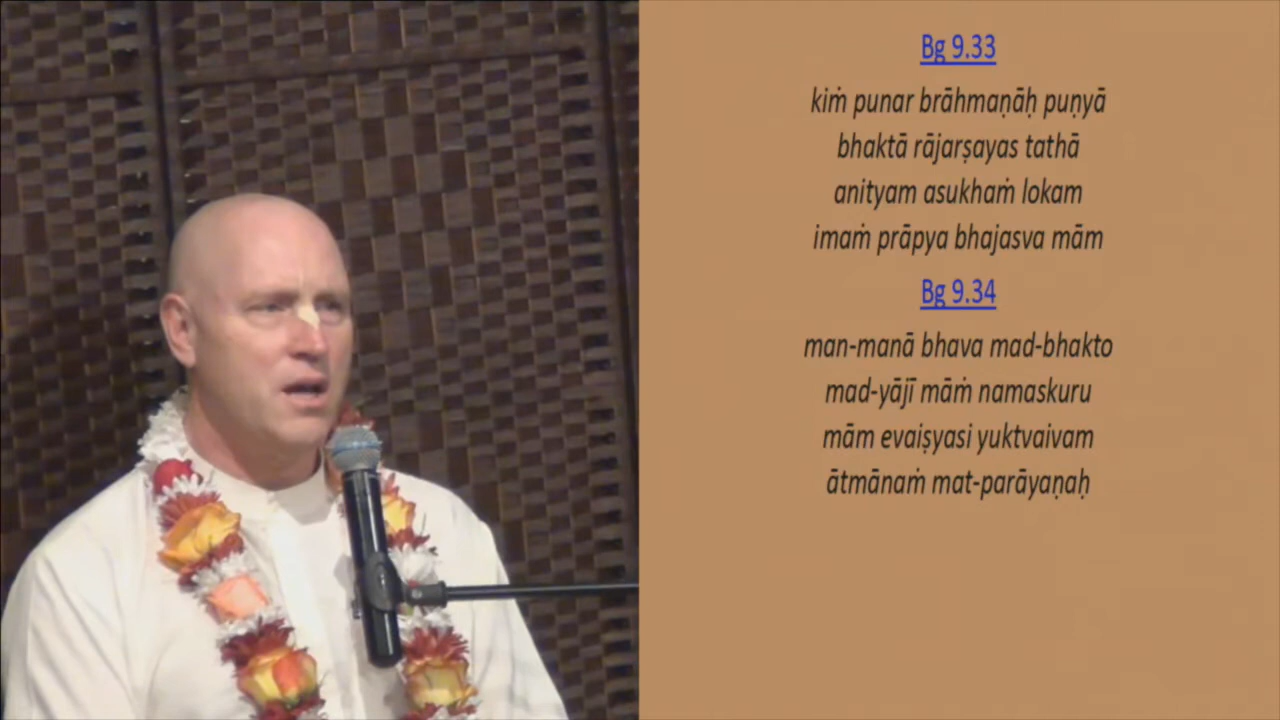 Bg 9.33
kiṁ punar brāhmaṇāḥ puṇyā
bhaktā rājarṣayas tathā
anityam asukhaṁ lokam
imaṁ prāpya bhajasva mām
Bg 9.34
man-manā bhava mad-bhakto
mad-yājī māṁ namaskuru
mām evaiṣyasi yuktvaivam
ātmānaṁ mat-parāyaṇaḥ